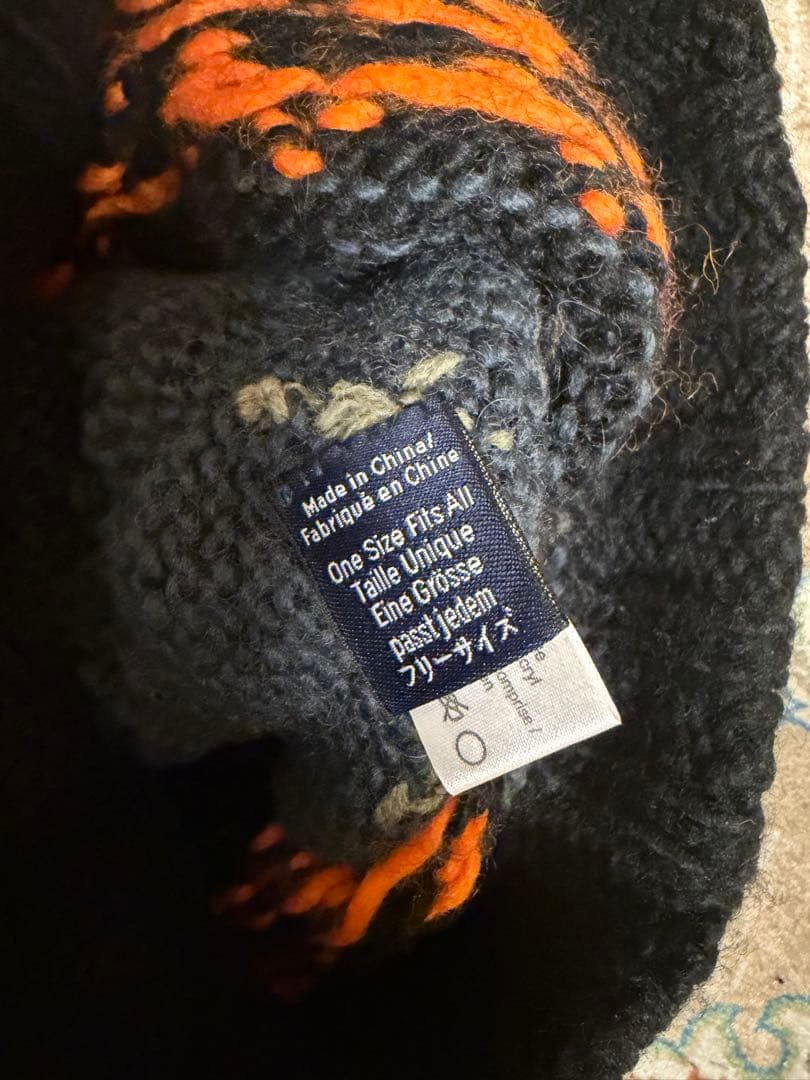 Made in China/
Fabriqué en Chine
One Size Fits All
Taille Unique
Eine Grösse
passt jedem
フリーサイズ
omprise /